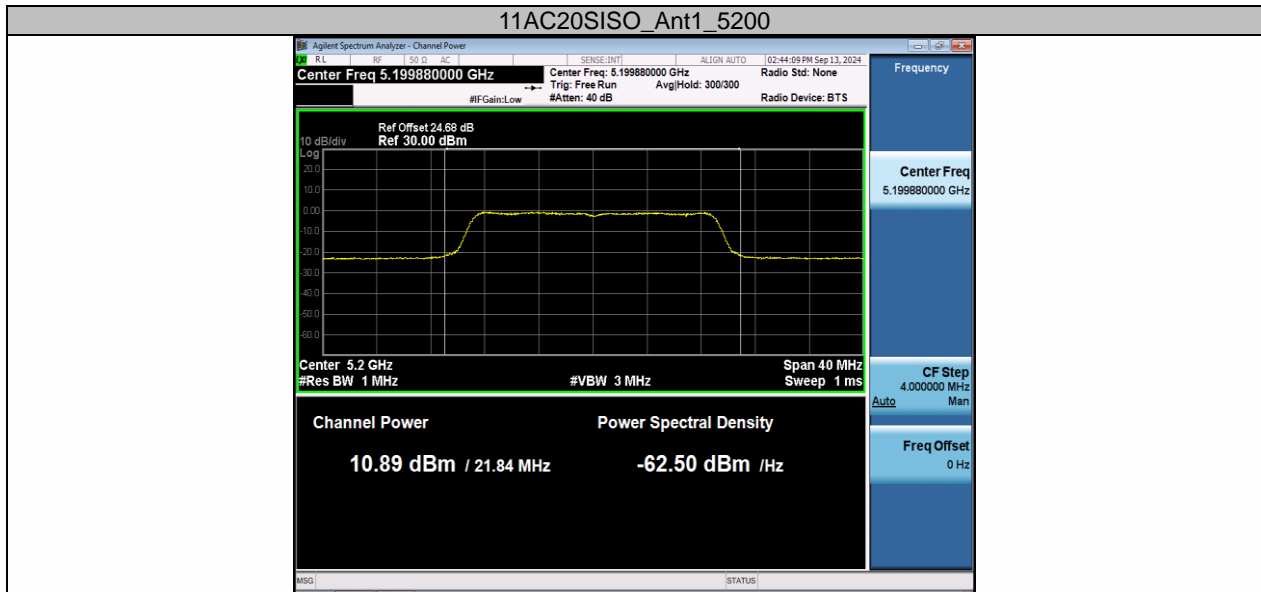 11AC20SISO_Ant1_5200
Agilent Spectrum Analyzer - Channel Power
RL RF 50 Ω AC SENSE:INT ALIGN AUTO 02:44:09 PM Sep 13, 2024
Center Freq 5.199880000 GHz
Center Freq: 5.199880000 GHz Radio Std: None
Trig: Free Run Avg|Hold: 300/300
#IFGain:Low #Atten: 40 dB Radio Device: BTS
Frequency
Ref Offset 24.68 dB
10 dB/div Ref 30.00 dBm
Log
20.0
10.0
0.00
-10.0
-20.0
-30.0
-40.0
-50.0
-60.0
Center 5.2 GHz Span 40 MHz
#Res BW 1 MHz #VBW 3 MHz Sweep 1 ms
Center Freq
5.199880000 GHz
CF Step
4.000000 MHz
Auto Man
Freq Offset
0 Hz
Channel Power Power Spectral Density
10.89 dBm / 21.84 MHz -62.50 dBm /Hz
MSG STATUS